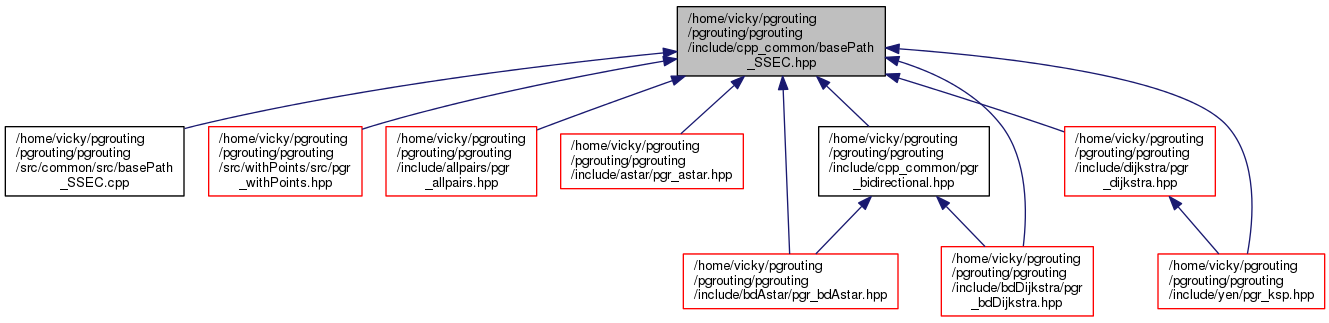 /home/vicky/pgrouting
/pgrouting/pgrouting
/include/cpp_common/basePath
_SSEC.hpp
/home/vicky/pgrouting
/pgrouting/pgrouting
/src/common/src/basePath
_SSEC.cpp
/home/vicky/pgrouting
/pgrouting/pgrouting
/src/withPoints/src/pgr
_withPoints.hpp
/home/vicky/pgrouting
/pgrouting/pgrouting
/include/allpairs/pgr
_allpairs.hpp
/home/vicky/pgrouting
/pgrouting/pgrouting
/include/astar/pgr_astar.hpp
/home/vicky/pgrouting
/pgrouting/pgrouting
/include/cpp_common/pgr
_bidirectional.hpp
/home/vicky/pgrouting
/pgrouting/pgrouting
/include/dijkstra/pgr
_dijkstra.hpp
/home/vicky/pgrouting
/pgrouting/pgrouting
/include/bdAstar/pgr_bdAstar.hpp
/home/vicky/pgrouting
/pgrouting/pgrouting
/include/bdDijkstra/pgr
_bdDijkstra.hpp
/home/vicky/pgrouting
/pgrouting/pgrouting
/include/yen/pgr_ksp.hpp